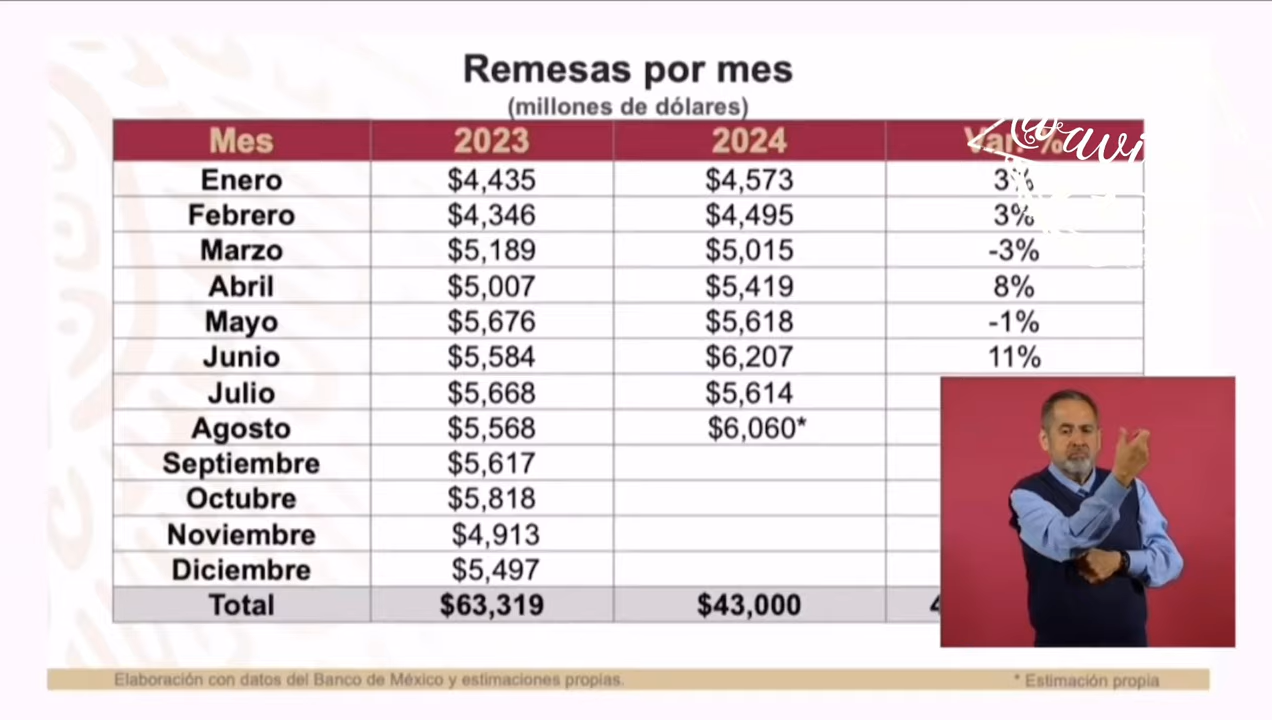 Remesas por mes
(millones de dólares)
Mes 2023 2024 Var. %
Enero $4,435 $4,573 3%
Febrero $4,346 $4,495 3%
Marzo $5,189 $5,015 -3%
Abril $5,007 $5,419 8%
Mayo $5,676 $5,618 -1%
Junio $5,584 $6,207 11%
Julio $5,668 $5,614
Agosto $5,568 $6,060*
Septiembre $5,617
Octubre $5,818
Noviembre $4,913
Diciembre $5,497
Total $63,319 $43,000
Elaboración con datos del Banco de México y estimaciones propias.
* Estimación propia